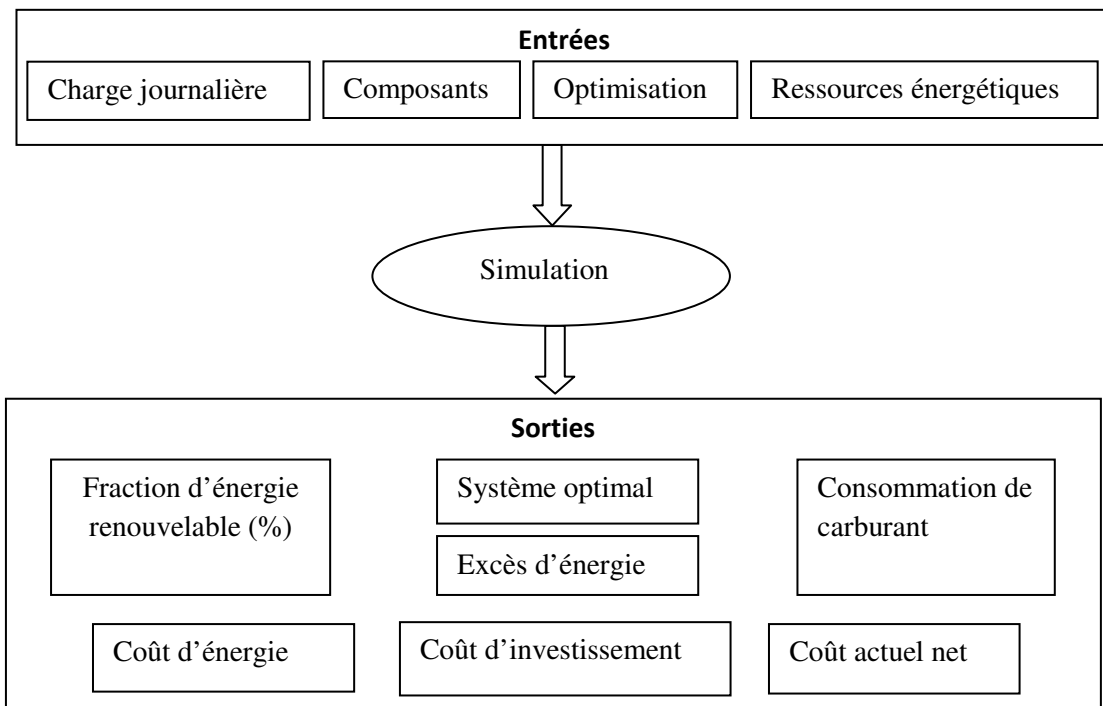 Entrées
Charge journalière
Composants
Optimisation
Ressources énergétiques
Simulation
Sorties
Fraction d’énergie
renouvelable (%)
Système optimal
Excès d’énergie
Consommation de
carburant
Coût d’énergie
Coût d’investissement
Coût actuel net